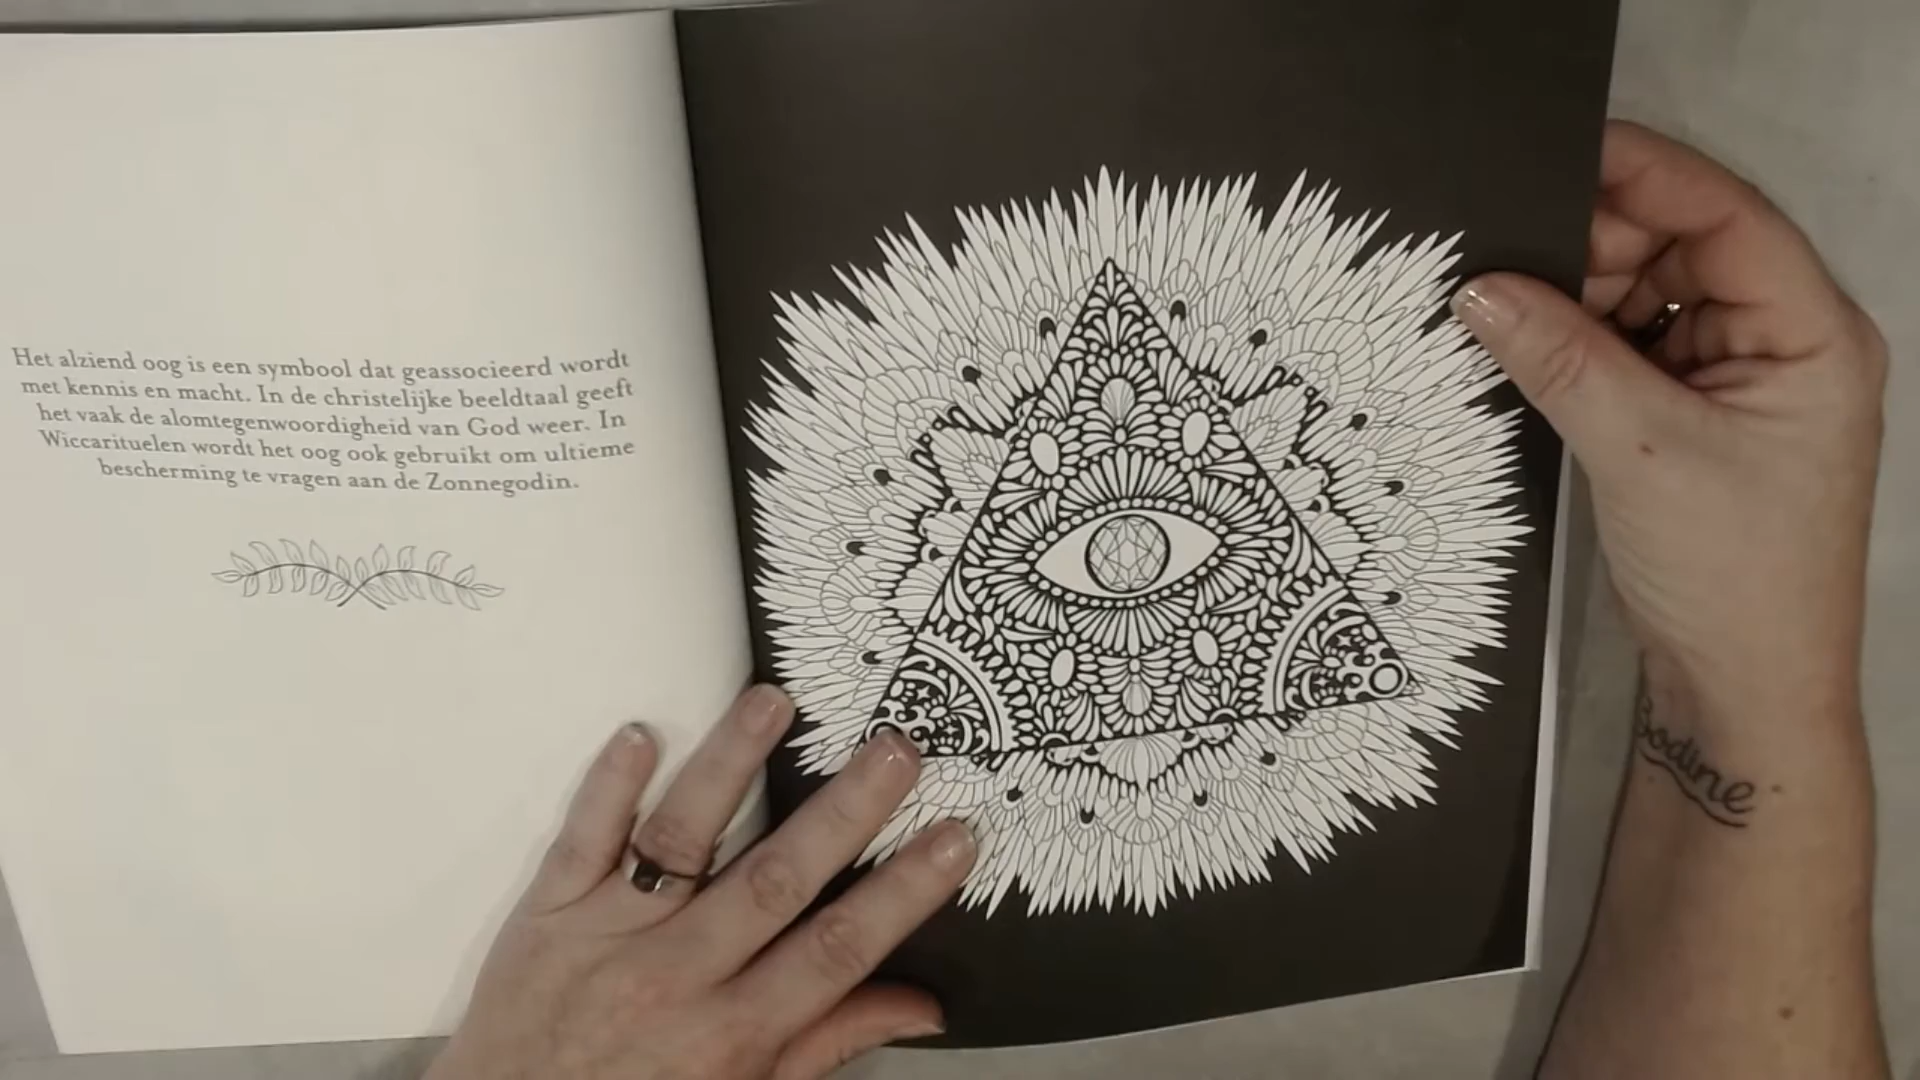 Het alziend oog is een symbool dat geassocieerd wordt
met kennis en macht. In de christelijke beeldtaal geeft
het vaak de alomtegenwoordigheid van God weer. In
Wiccarituelen wordt het oog ook gebruikt om ultieme
bescherming te vragen aan de Zonnegodin.
Bodine